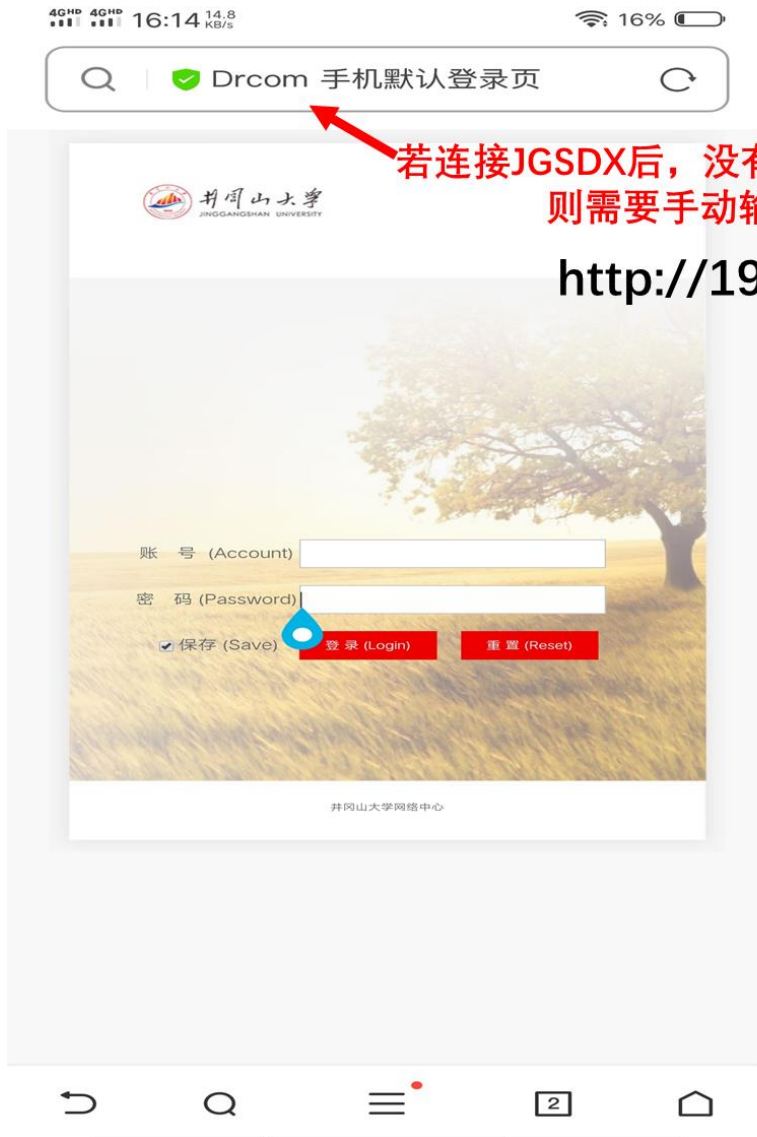 4GHD 4GHD 16:14 14.8 KB/s 16%
Drcom 手机默认登录页
若连接JGSDX后，没有
则需要手动输
http://19
井冈山大学
JINGGANGSHAN UNIVERSITY
账 号 (Account)
密 码 (Password)
保存 (Save) 登 录 (Login) 重 置 (Reset)
井冈山大学网络中心
2